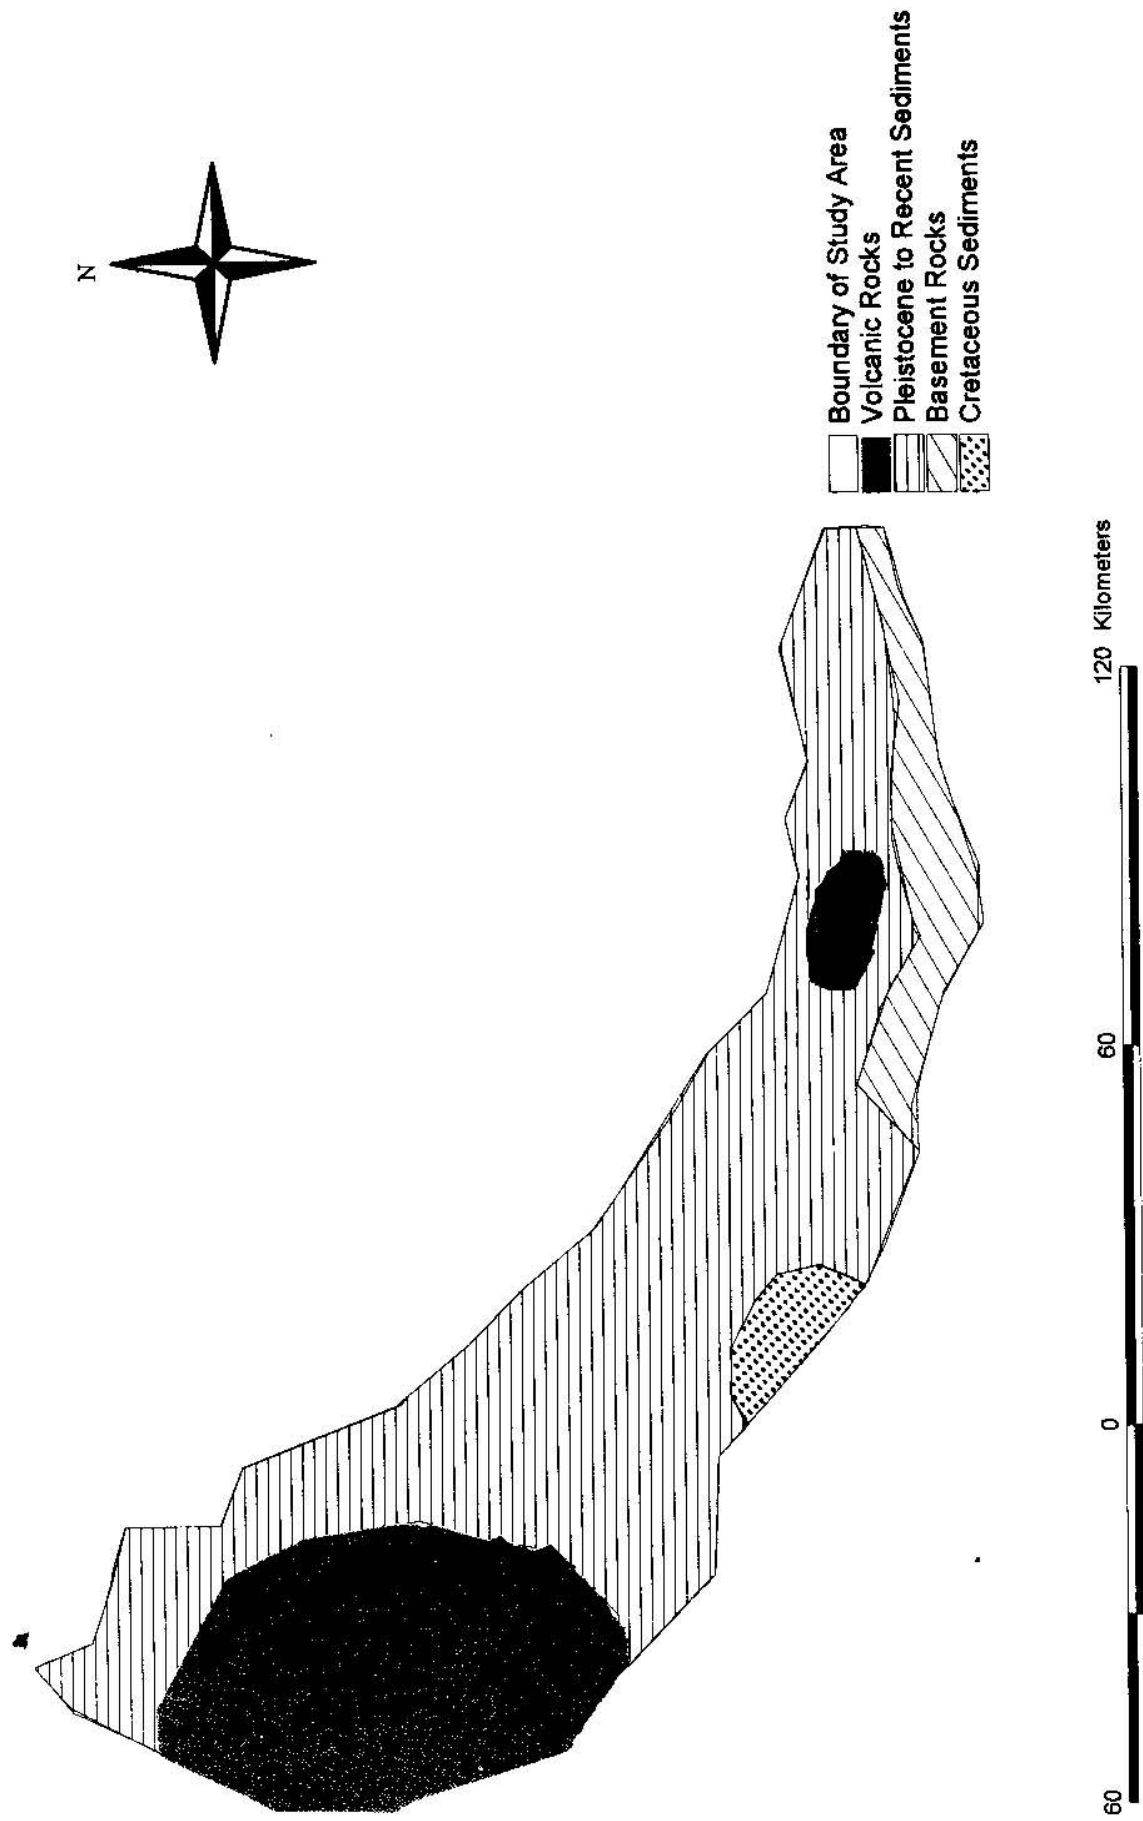 N
Boundary of Study Area
Volcanic Rocks
Pleistocene to Recent Sediments
Basement Rocks
Cretaceous Sediments
60 0 60 120 Kilometers